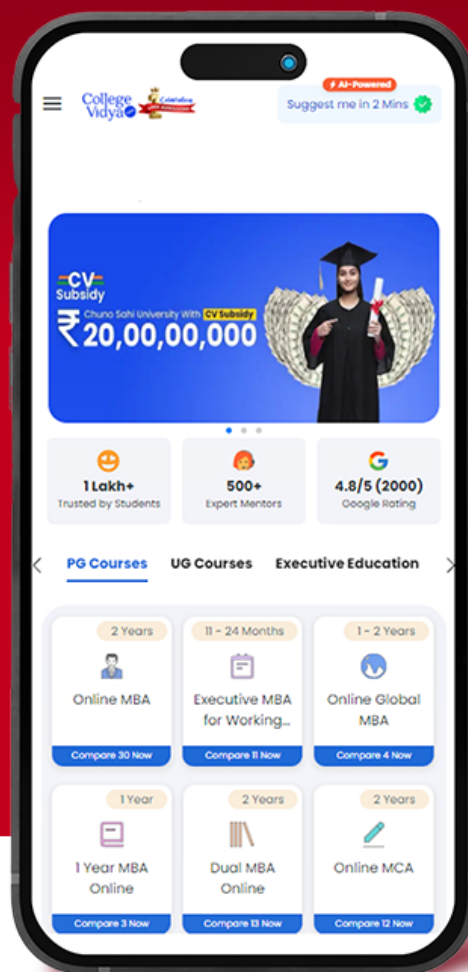 ⚡ AI-Powered
College
Vidya
Suggest me in 2 Mins
CV
Subsidy
Chuno Sahi University With CV Subsidy
₹20,00,00,000
1 Lakh+
Trusted by Students
500+
Expert Mentors
4.8/5 (2000)
Google Rating
PG Courses
UG Courses
Executive Education
2 Years
Online MBA
Compare 30 Now
11 - 24 Months
Executive MBA
for Working...
Compare 11 Now
1 - 2 Years
Online Global
MBA
Compare 4 Now
1 Year
1 Year MBA
Online
Compare 3 Now
2 Years
Dual MBA
Online
Compare 13 Now
2 Years
Online MCA
Compare 12 Now